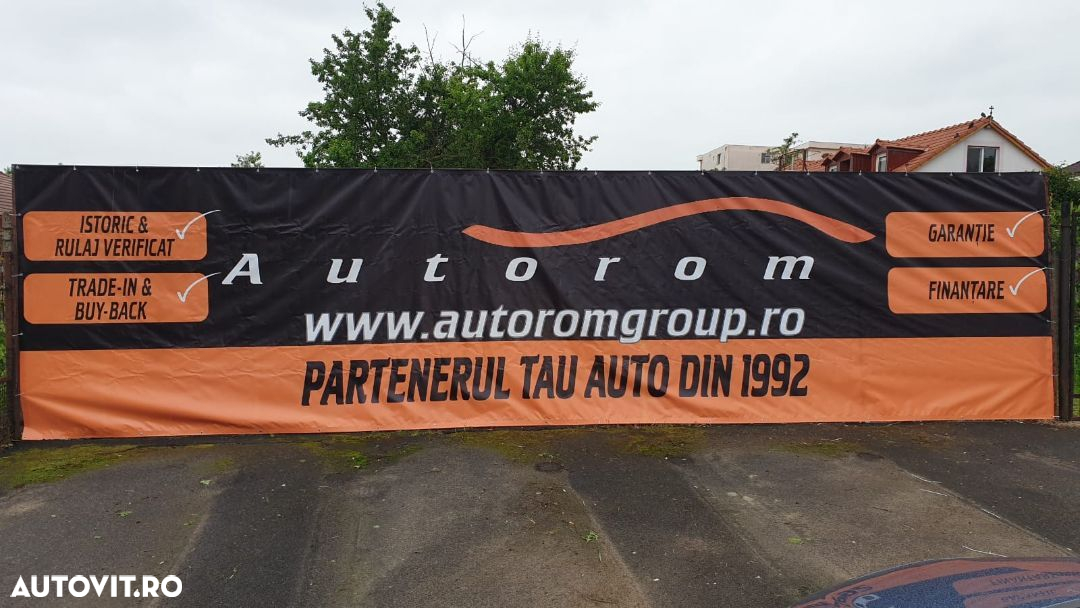 ISTORIC &
RULAJ VERIFICAT
TRADE-IN &
BUY-BACK
Autorom
www.autoromgroup.ro
PARTENERUL TAU AUTO DIN 1992
GARANȚIE
FINANȚARE
AUTOVIT.RO